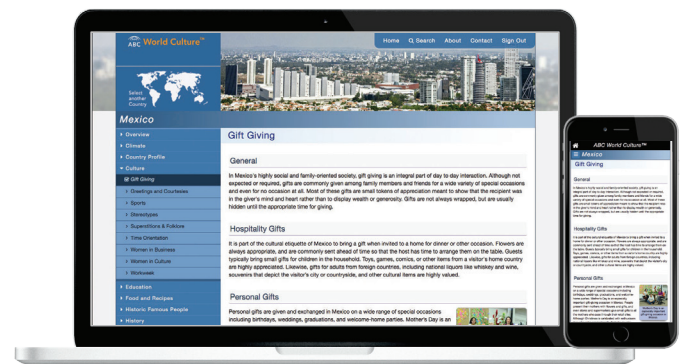 ABC World Culture™
Home Search About Contact Sign Out
Select
another
Country
Mexico
Overview
Climate
Country Profile
Culture
Gift Giving
Greetings and Courtesies
Sports
Stereotypes
Superstitions & Folklore
Time Orientation
Women in Business
Women in Culture
Workweek
Education
Food and Recipes
Historic Famous People
History
Gift Giving
General
In Mexico's highly social and family-oriented society, gift giving is an integral part of day to day interaction. Although not
expected or required, gifts are commonly given among family members and friends for a wide variety of special occasions
and even for no occasion at all. Most of these gifts are small tokens of appreciation meant to show that the recipient was
in the giver's mind and heart rather than to display wealth or generosity. Gifts are not always wrapped, but are usually
hidden until the appropriate time for giving.
Hospitality Gifts
It is part of the cultural etiquette of Mexico to bring a gift when invited to a home for dinner or other occasion. Flowers are
always appropriate, and are commonly sent ahead of time so that the host has time to arrange them on the table. Guests
typically bring small gifts for children in the household. Toys, games, comics, or other items from a visitor's home country
are highly appreciated. Likewise, gifts for adults from foreign countries, including national liquors like whiskey and wine,
souvenirs that depict the visitor's city or countryside, and other cultural items are highly valued.
Personal Gifts
Personal gifts are given and exchanged in Mexico on a wide range of special occasions
including birthdays, weddings, graduations, and welcome-home parties. Mother's Day is an
ABC World Culture™
Mexico
Gift Giving
General
Hospitality Gifts
Personal Gifts